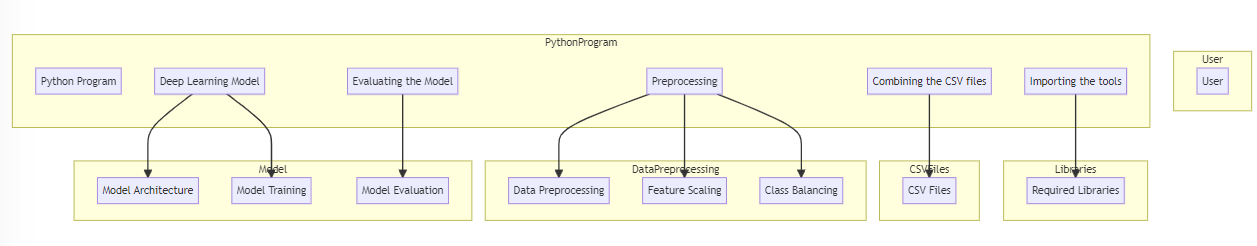 PythonProgram
User
Python Program
Deep Learning Model
Evaluating the Model
Preprocessing
Combining the CSV files
Importing the tools
User
Model
DataPreprocessing
CSVFiles
Libraries
Model Architecture
Model Training
Model Evaluation
Data Preprocessing
Feature Scaling
Class Balancing
CSV Files
Required Libraries